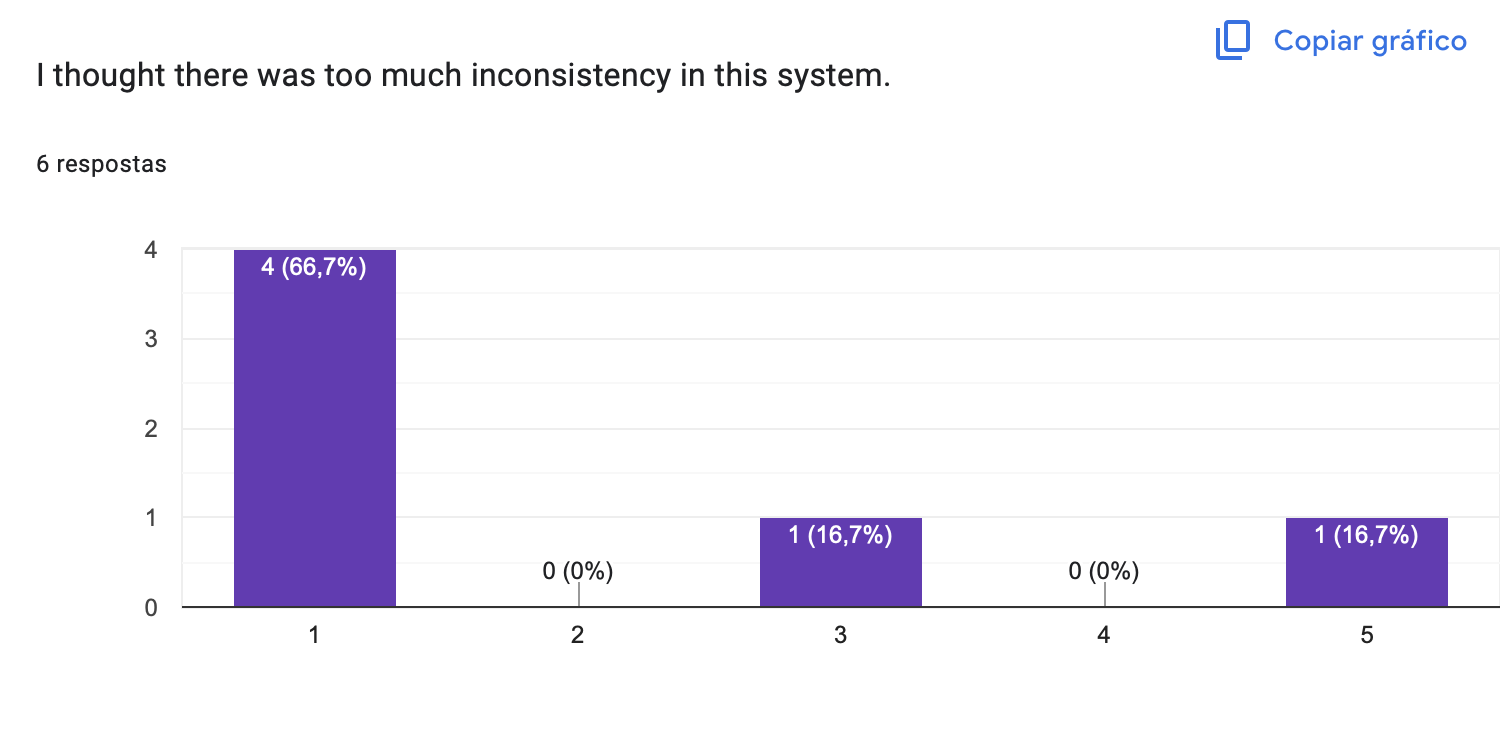 Copiar gráfico
I thought there was too much inconsistency in this system.
6 respostas
4
4 (66,7%)
3
2
1
1 (16,7%)
1 (16,7%)
0 (0%)
0 (0%)
0
1 2 3 4 5